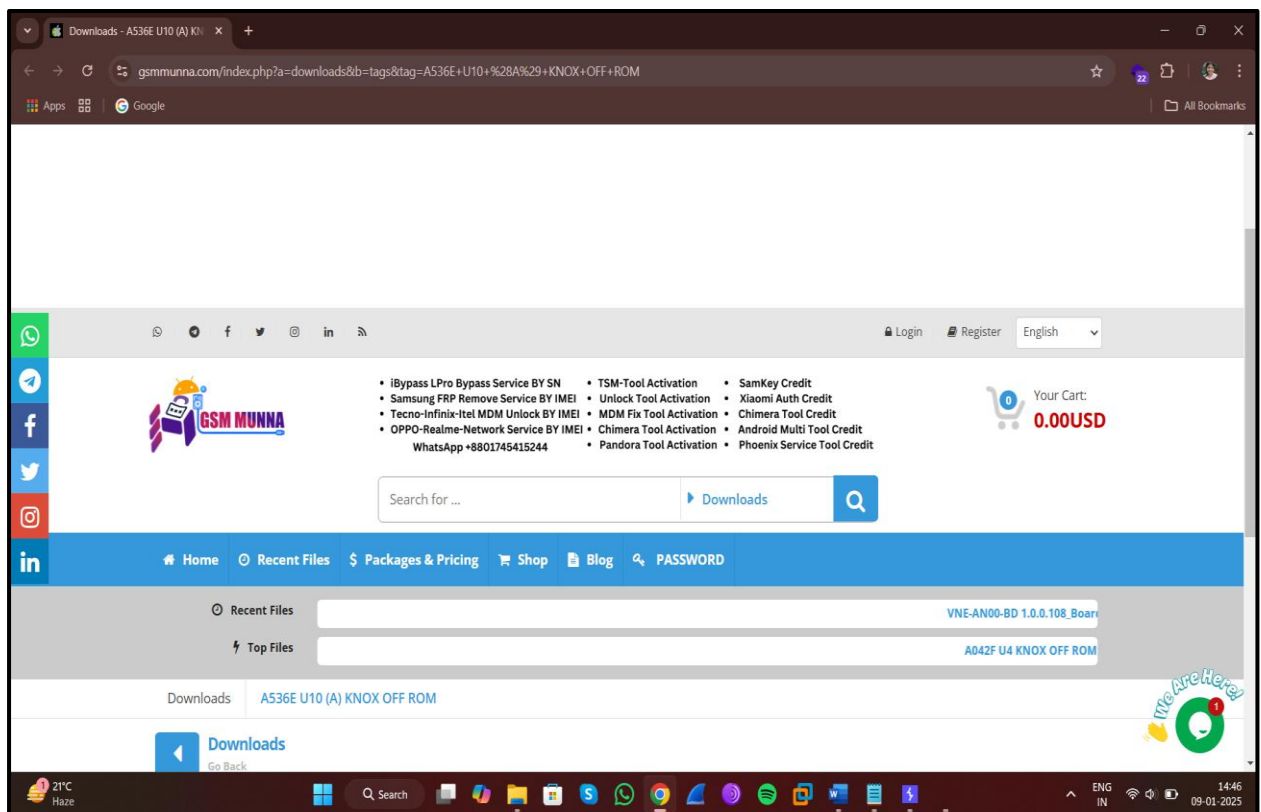 Downloads - A536E U10 (A) KN
gsmmunna.com/index.php?a=downloads&b=tags&tag=A536E+U10+%28A%29+KNOX+OFF+ROM
22
Apps
Google
All Bookmarks
Login
Register
English
• iBypass LPro Bypass Service BY SN • TSM-Tool Activation • SamKey Credit
• Samsung FRP Remove Service BY IMEI • Unlock Tool Activation • Xiaomi Auth Credit
• Tecno-Infinix-Itel MDM Unlock BY IMEI • MDM Fix Tool Activation • Chimera Tool Credit
• OPPO-Realme-Network Service BY IMEI • Chimera Tool Activation • Android Multi Tool Credit
WhatsApp +8801745415244 • Pandora Tool Activation • Phoenix Service Tool Credit
GSM MUNNA
0
Your Cart:
0.00USD
Search for ...
Downloads
Home Recent Files $ Packages & Pricing Shop Blog PASSWORD
Recent Files
VNE-AN00-BD 1.0.0.108_Board
Top Files
A042F U4 KNOX OFF ROM
Downloads A536E U10 (A) KNOX OFF ROM
We Are Here!
1
Downloads
Go Back
1
21°C
Haze
Search
ENG
IN
14:46
09-01-2025